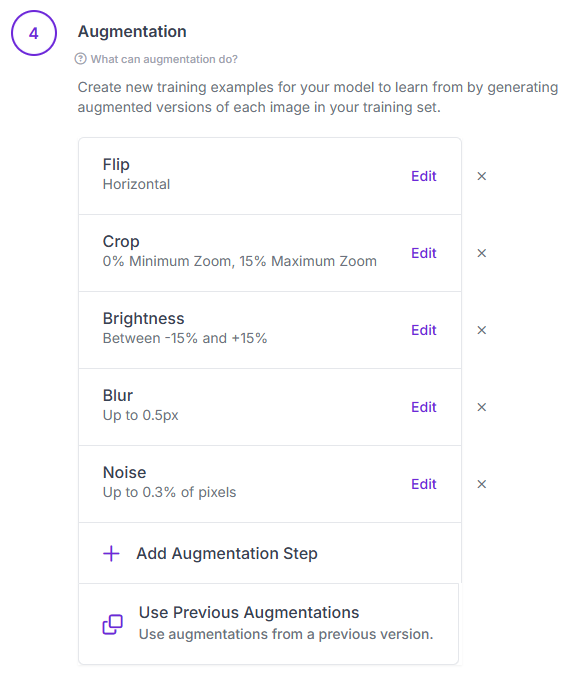 4
Augmentation
What can augmentation do?
Create new training examples for your model to learn from by generating
augmented versions of each image in your training set.
Flip
Horizontal
Edit
Crop
0% Minimum Zoom, 15% Maximum Zoom
Edit
Brightness
Between -15% and +15%
Edit
Blur
Up to 0.5px
Edit
Noise
Up to 0.3% of pixels
Edit
Add Augmentation Step
Use Previous Augmentations
Use augmentations from a previous version.